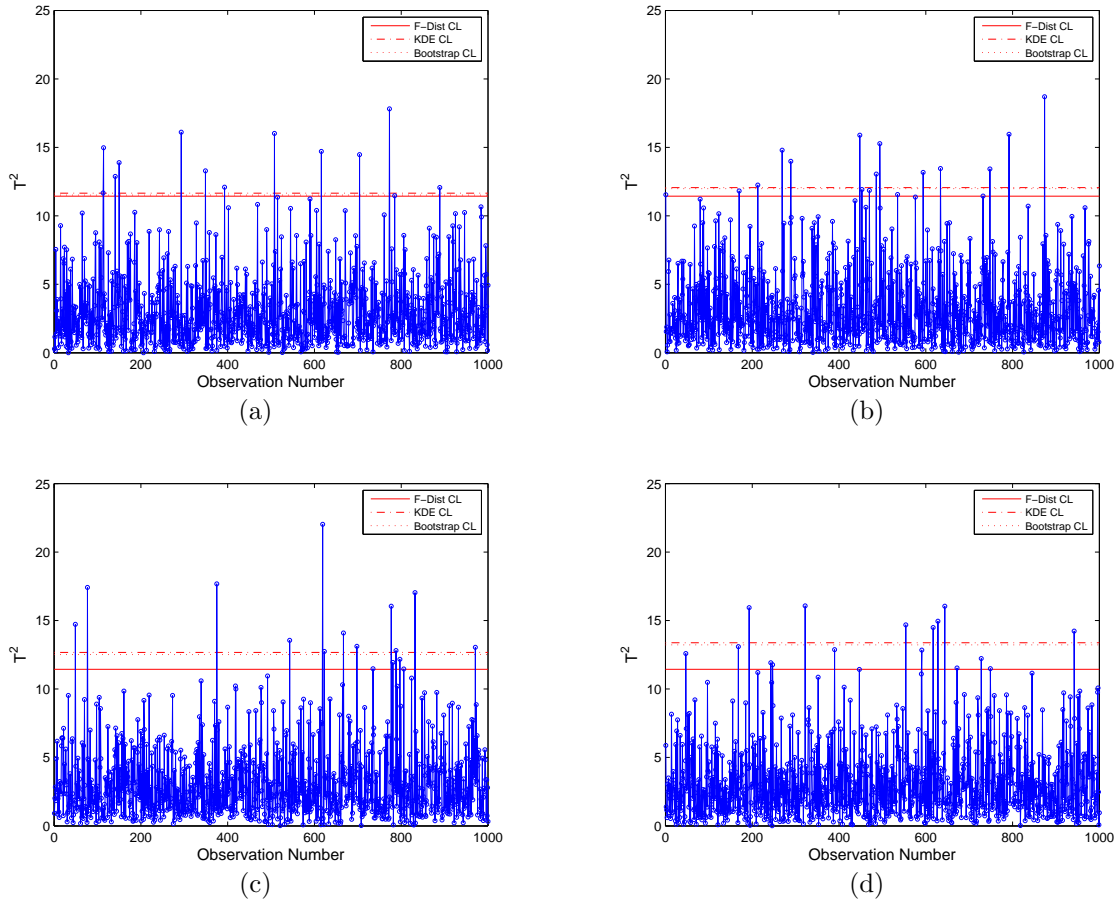 25
20
15
10
5
0
T²
0 200 400 600 800 1000
Observation Number
F-Dist CL
KDE CL
Bootstrap CL
(a)
25
20
15
10
5
0
T²
0 200 400 600 800 1000
Observation Number
F-Dist CL
KDE CL
Bootstrap CL
(b)
25
20
15
10
5
0
T²
0 200 400 600 800 1000
Observation Number
F-Dist CL
KDE CL
Bootstrap CL
(c)
25
20
15
10
5
0
T²
0 200 400 600 800 1000
Observation Number
F-Dist CL
KDE CL
Bootstrap CL
(d)